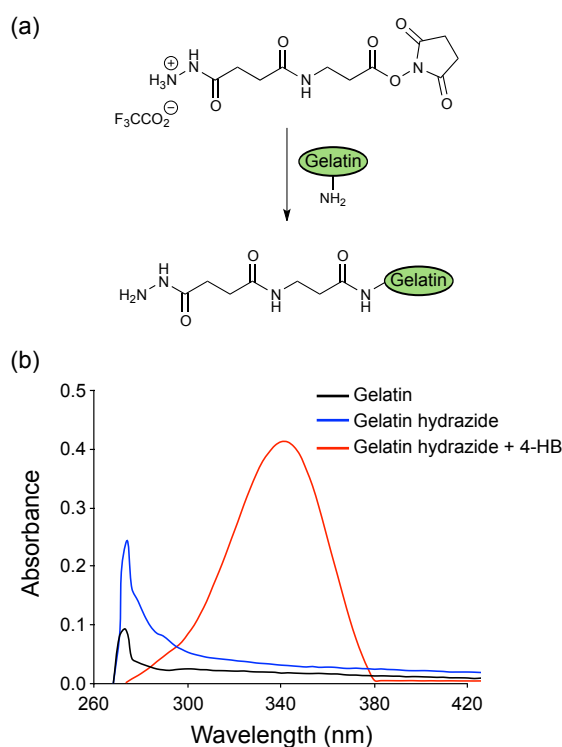 (a)
O
O
O
O
H
N
H₃N
⊕
N
H
O
N
O
O
F₃CCO₂
⊖
Gelatin
NH₂
H
N
H₂N
O
O
N
H
O
N
H
Gelatin
(b)
Gelatin
Gelatin hydrazide
Gelatin hydrazide + 4-HB
Absorbance
0.5
0.4
0.3
0.2
0.1
0.0
260 300 340 380 420
Wavelength (nm)